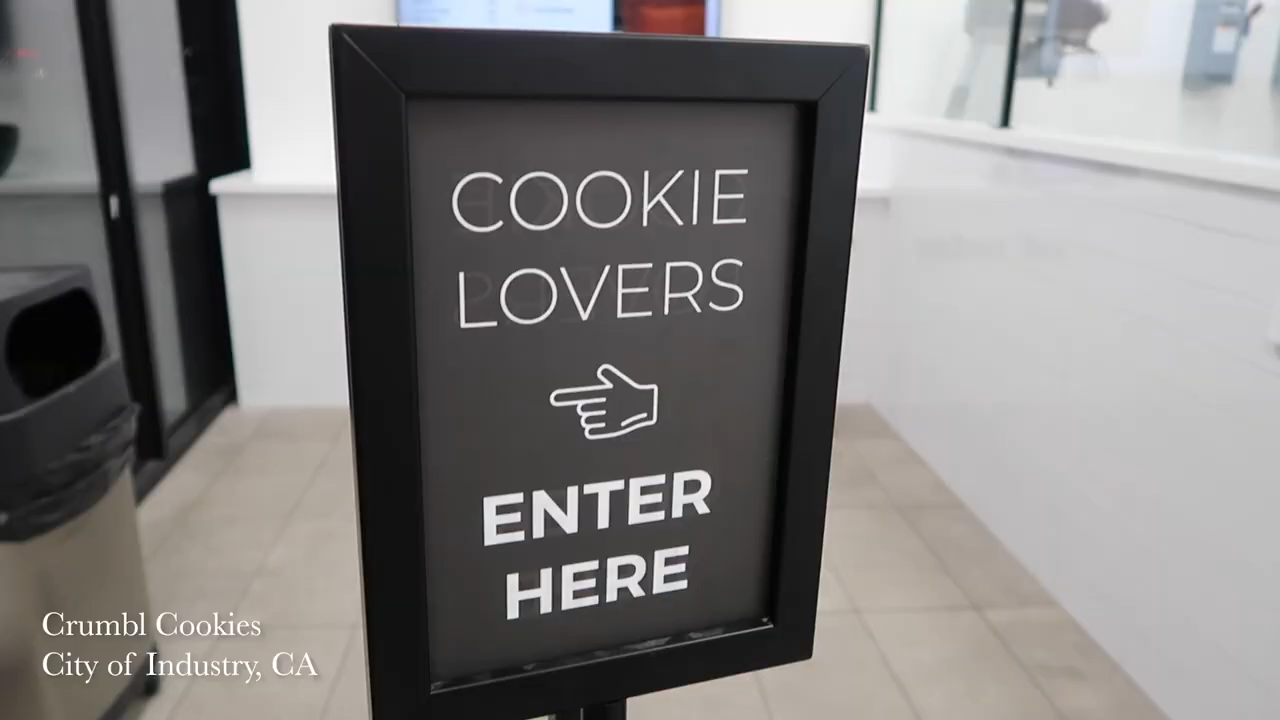 COOKIE
LOVERS
ENTER
HERE
Crumbl Cookies
City of Industry, CA